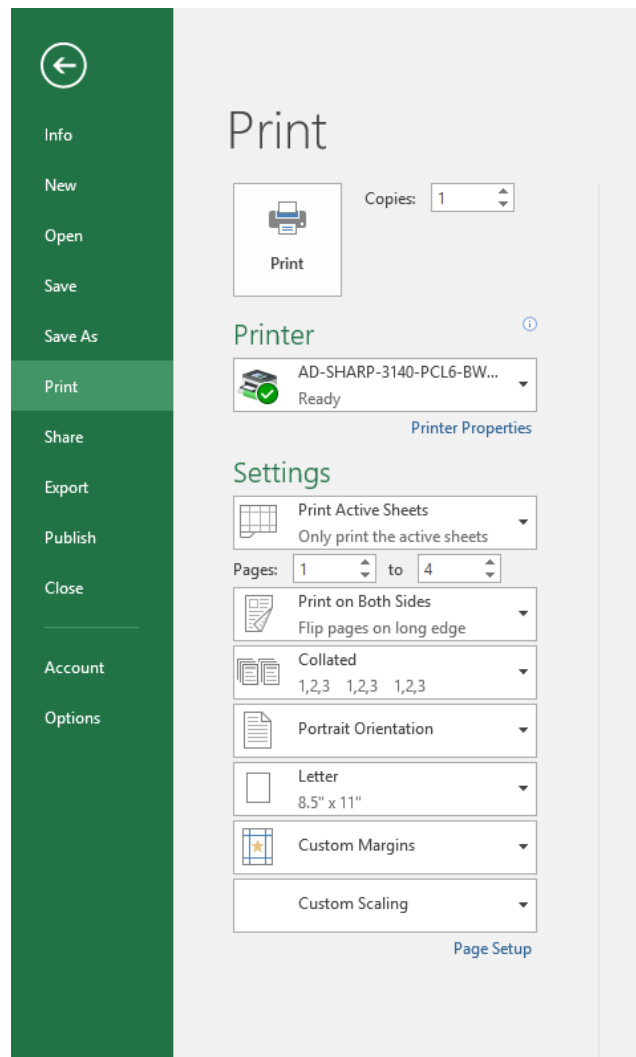 Info
New
Open
Save
Save As
Print
Share
Export
Publish
Close
Account
Options
Print
Copies: 1
Print
Printer
AD-SHARP-3140-PCL6-BW...
Ready
Printer Properties
Settings
Print Active Sheets
Only print the active sheets
Pages: 1 to 4
Print on Both Sides
Flip pages on long edge
Collated
1,2,3 1,2,3 1,2,3
Portrait Orientation
Letter
8.5" x 11"
Custom Margins
Custom Scaling
Page Setup